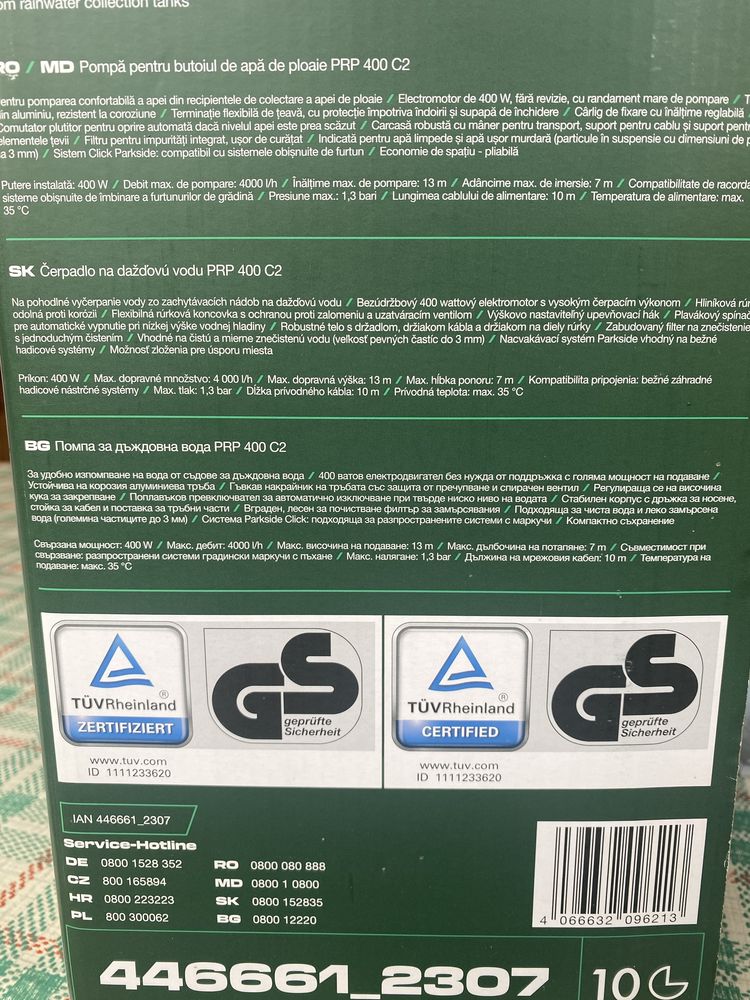 om rainwater collection tanks
RO / MD Pompă pentru butoiul de apă de ploaie PRP 400 C2
entru pomparea confortabilă a apei din recipientele de colectare a apei de ploaie / Electromotor de 400 W, fără revizie, cu randament mare de pompare / T
in aluminiu, rezistent la coroziune / Terminație flexibilă de țeavă, cu protecție împotriva îndoirii și supapă de închidere / Cârlig de fixare cu înălțime reglabilă /
Comutator plutitor pentru oprire automată dacă nivelul apei este prea scăzut / Carcasă robustă cu mâner pentru transport, suport pentru cablu și suport pentr
elementele țevii / Filtru pentru impurități integrat, ușor de curățat / Indicată pentru apă limpede și apă ușor murdară (particule în suspensie cu dimensiuni de p
a 3 mm) / Sistem Click Parkside: compatibil cu sistemele obișnuite de furtun / Economie de spațiu - pliabilă
Putere instalată: 400 W / Debit max. de pompare: 4000 l/h / Înălțime max. de pompare: 13 m / Adâncime max. de imersie: 7 m / Compatibilitate de racorda
sisteme obișnuite de îmbinare a furtunurilor de grădină / Presiune max.: 1,3 bari / Lungimea cablului de alimentare: 10 m / Temperatura de alimentare: max.
35 °C
SK Čerpadlo na dažďovú vodu PRP 400 C2
Na pohodlné vyčerpanie vody zo zachytávacích nádob na dažďovú vodu / Bezúdržbový 400 wattový elektromotor s vysokým čerpacím výkonom / Hliníková rúr
odolná proti korózii / Flexibilná rúrková koncovka s ochranou proti zalomeniu a uzatváracím ventilom / Výškovo nastaviteľný upevňovací hák / Plavákový spínač
pre automatické vypnutie pri nízkej výške vodnej hladiny / Robustné telo s držadlom, držiakom kábla a držiakom na diely rúrky / Zabudovaný filter na znečistenie
s jednoduchým čistením / Vhodné na čistú a mierne znečistenú vodu (veľkosť pevných častíc do 3 mm) / Nacvakávací systém Parkside vhodný na bežné
hadicové systémy / Možnosť zloženia pre úsporu miesta
Príkon: 400 W / Max. dopravné množstvo: 4 000 l/h / Max. dopravná výška: 13 m / Max. hĺbka ponoru: 7 m / Kompatibilita pripojenia: bežné záhradné
hadicové nástrčné systémy / Max. tlak: 1,3 bar / Dĺžka prívodného kábla: 10 m / Prívodná teplota: max. 35 °C
BG Помпа за дъждовна вода PRP 400 C2
За удобно изпомпване на вода от съдове за дъждовна вода / 400 ватов електродвигател без нужда от поддръжка с голяма мощност на подаване /
Устойчива на корозия алуминиева тръба / Гъвкав накрайник на тръбата със защита от пречупване и спирачен вентил / Регулираща се на височина
кука за закрепване / Поплавъков превключвател за автоматично изключване при твърде ниско ниво на водата / Стабилен корпус с дръжка за носене,
стойка за кабел и поставка за тръбни части / Вграден, лесен за почистване филтър за замърсявания / Подходяща за чиста вода и леко замърсена
вода (големина частиците до 3 мм) / Система Parkside Click: подходяща за разпространените системи с маркучи / Компактно съхранение
Свързана мощност: 400 W / Макс. дебит: 4000 l/h / Макс. височина на подаване: 13 m / Макс. дълбочина на потапяне: 7 m / Съвместимост при
свързване: разпространени системи градински маркучи с пъхане / Макс. налягане: 1,3 bar / Дължина на мрежовия кабел: 10 m / Температура на
подаване: макс. 35 °C
TÜVRheinland ®
ZERTIFIZIERT
GS
geprüfte
Sicherheit
www.tuv.com
ID 1111233620
TÜVRheinland ®
CERTIFIED
GS
geprüfte
Sicherheit
www.tuv.com
ID 1111233620
IAN 446661_2307
Service-Hotline
DE 0800 1528 352
CZ 800 165894
HR 0800 223223
PL 800 300062
RO 0800 080 888
MD 0800 1 0800
SK 0800 152835
BG 0800 12220
4 066632 096213
446661_2307
10